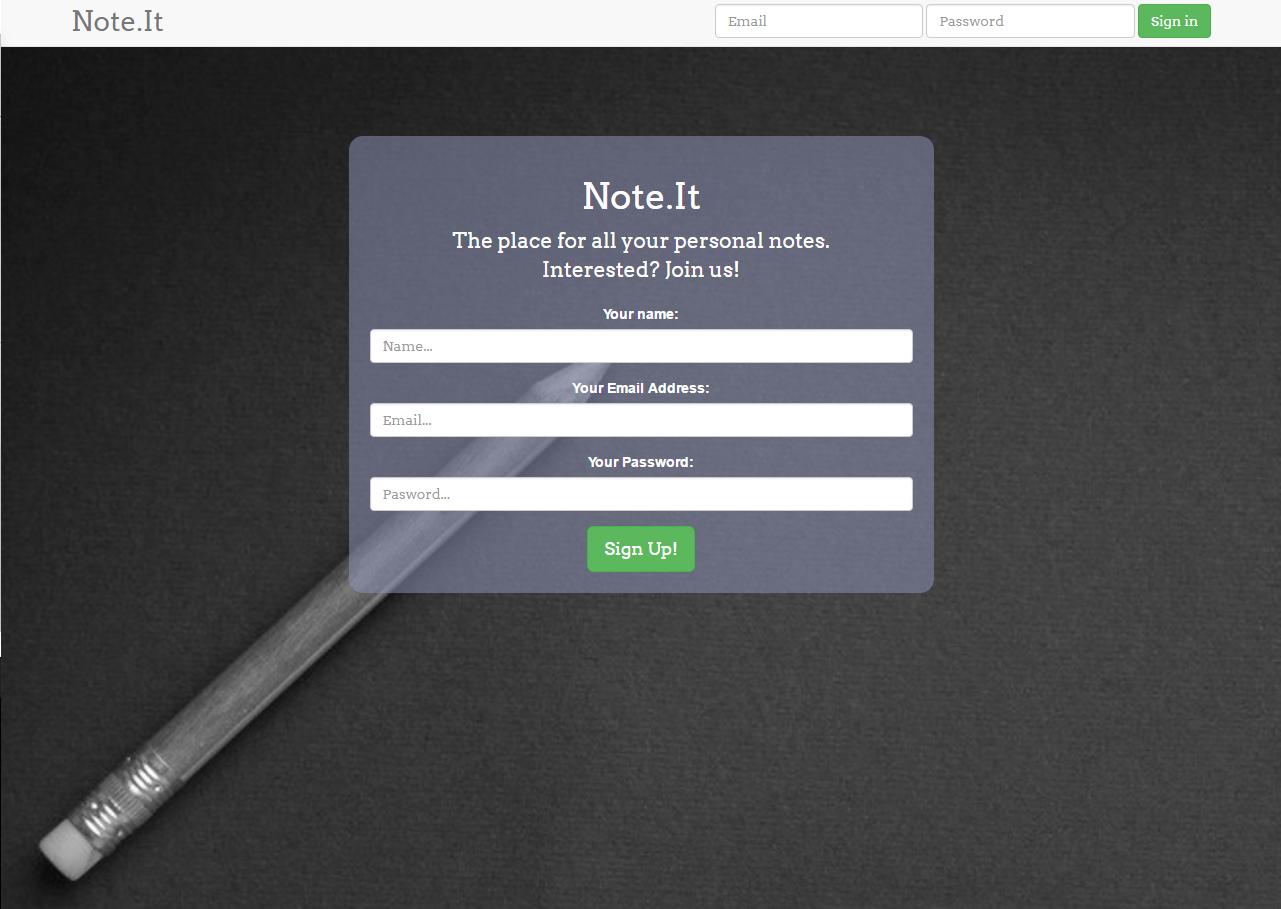 Note.It
Email Password Sign in
Note.It
The place for all your personal notes.
Interested? Join us!
Your name:
Name...
Your Email Address:
Email...
Your Password:
Pasword...
Sign Up!